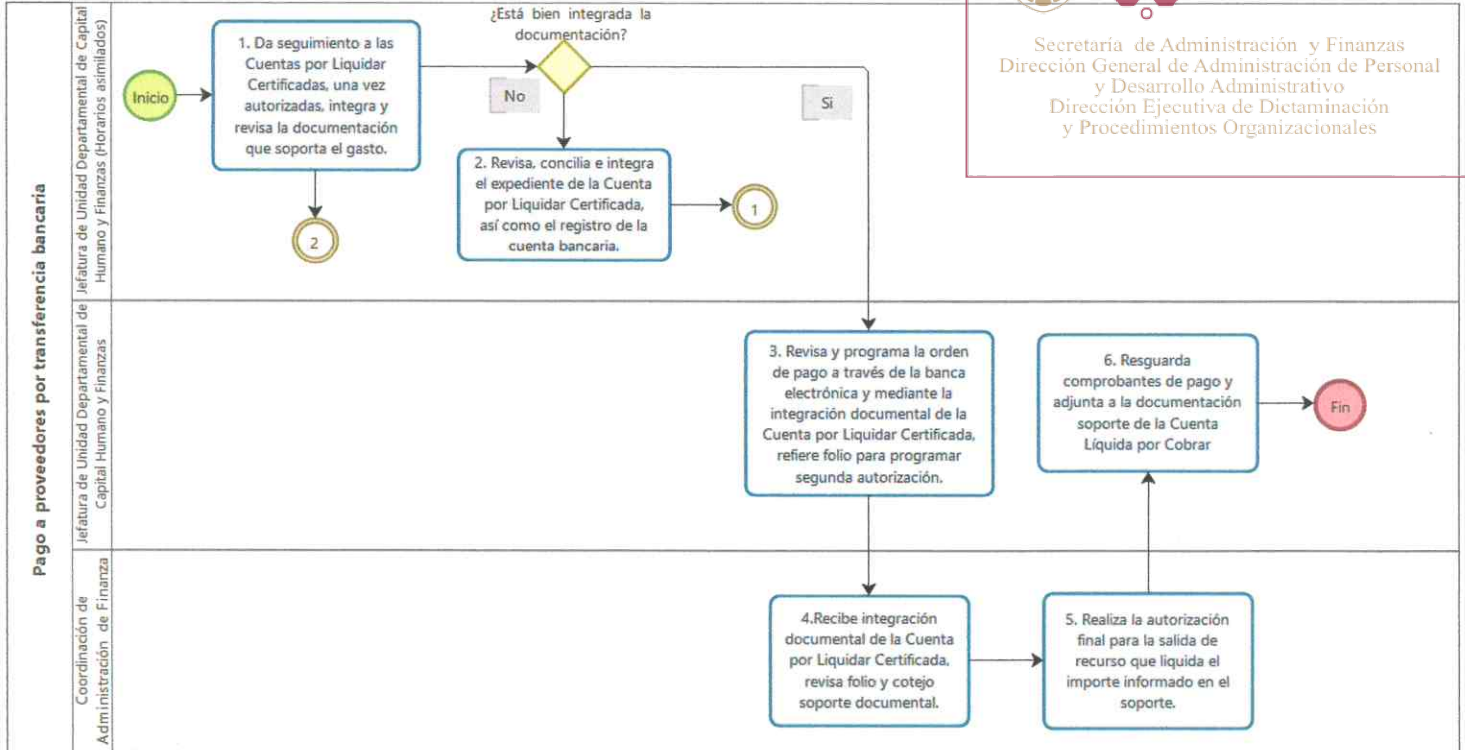 Pago a proveedores por transferencia bancaria
Jefatura de Unidad Departamental de Capital
Humano y Finanzas (Horarios asimilados)
Inicio
1. Da seguimiento a las
Cuentas por Liquidar
Certificadas, una vez
autorizadas, integra y
revisa la documentación
que soporta el gasto.
2
¿Está bien integrada la
documentación?
No
Si
2. Revisa, concilia e integra
el expediente de la Cuenta
por Liquidar Certificada,
así como el registro de la
cuenta bancaria.
1
Secretaría de Administración y Finanzas
Dirección General de Administración de Personal
y Desarrollo Administrativo
Dirección Ejecutiva de Dictaminación
y Procedimientos Organizacionales
Jefatura de Unidad Departamental de
Capital Humano y Finanzas
3. Revisa y programa la orden
de pago a través de la banca
electrónica y mediante la
integración documental de la
Cuenta por Liquidar Certificada,
refiere folio para programar
segunda autorización.
6. Resguarda
comprobantes de pago y
adjunta a la documentación
soporte de la Cuenta
Líquida por Cobrar
Fin
Coordinación de
Administración de Finanza
4.Recibe integración
documental de la Cuenta
por Liquidar Certificada,
revisa folio y cotejo
soporte documental.
5. Realiza la autorización
final para la salida de
recurso que liquida el
importe informado en el
soporte.